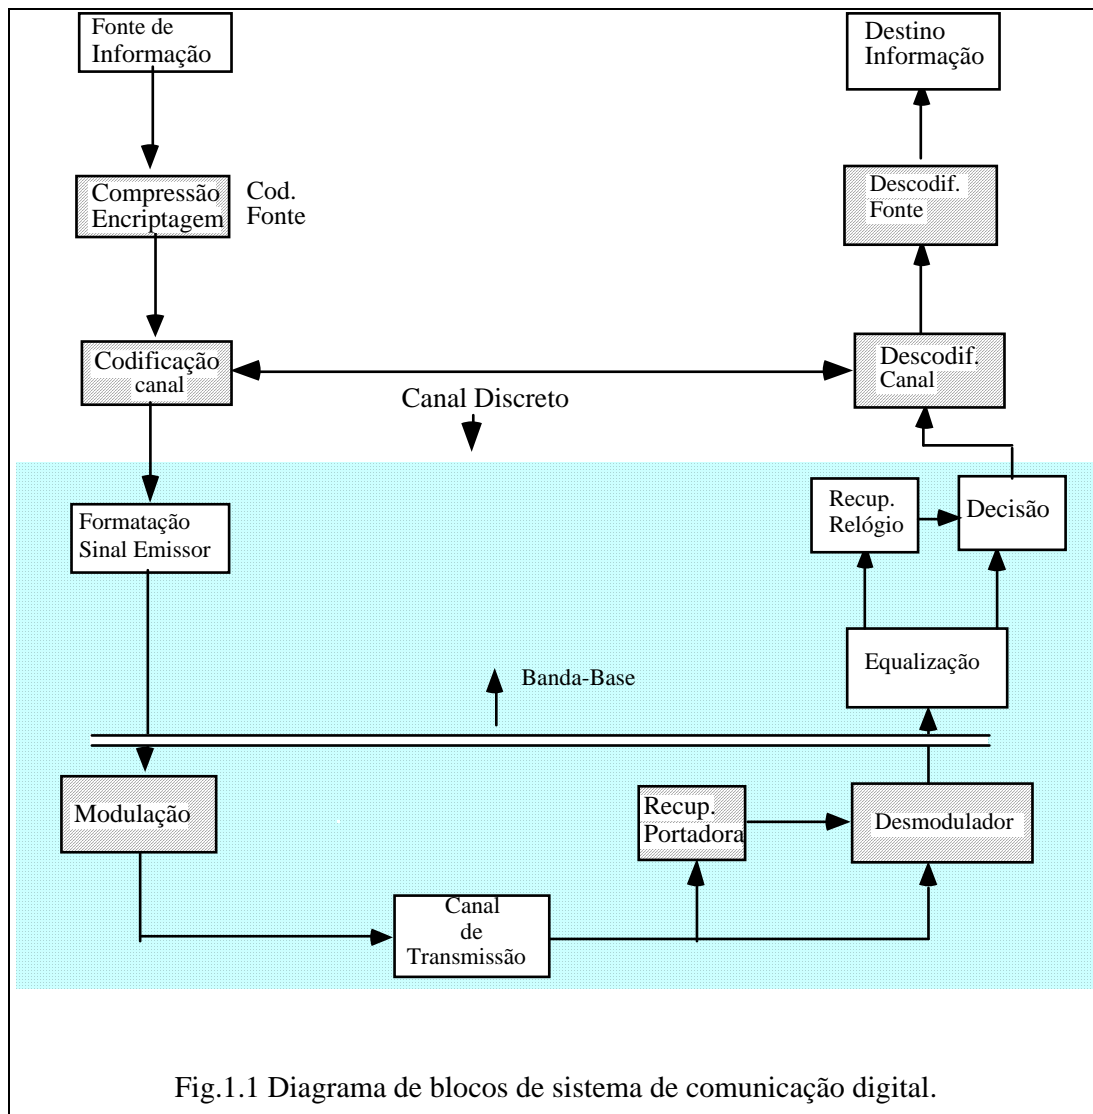 Fonte de
Informação
Destino
Informação
Compressão
Encriptagem
Cod.
Fonte
Descodif.
Fonte
Codificação
canal
Descodif.
Canal
Canal Discreto
Formatação
Sinal Emissor
Recup.
Relógio
Decisão
Equalização
Banda-Base
Modulação
Recup.
Portadora
Desmodulador
Canal
de
Transmissão
Fig.1.1 Diagrama de blocos de sistema de comunicação digital.